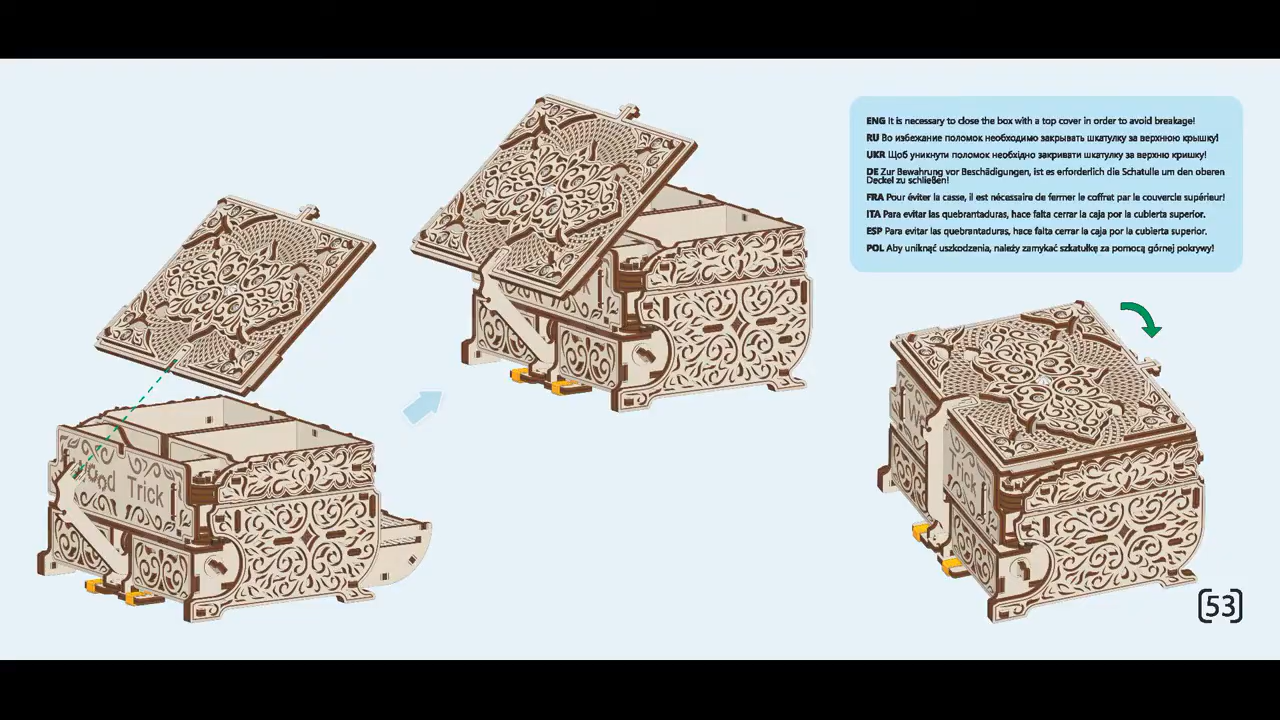 ENG It is necessary to close the box with a top cover in order to avoid breakage!
RU Во избежание поломок необходимо закрывать шкатулку за верхнюю крышку!
UKR Щоб уникнути поломок необхідно закривати шкатулку за верхню кришку!
DE Zur Bewahrung vor Beschädigungen, ist es erforderlich die Schatulle um den oberen
Deckel zu schließen!
FRA Pour éviter la casse, il est nécessaire de fermer le coffrat par le couvercle supérieur!
ITA Para evitar las quebrantaduras, hace falta cerrar la caja por la cubierta superior.
ESP Para evitar las quebrantaduras, hace falta cerrar la caja por la cubierta superior.
POL Aby uniknąć uszkodzenia, należy zamykać szkatułkę za pomocą górnej pokrywy!
Wood Trick
Trick
53